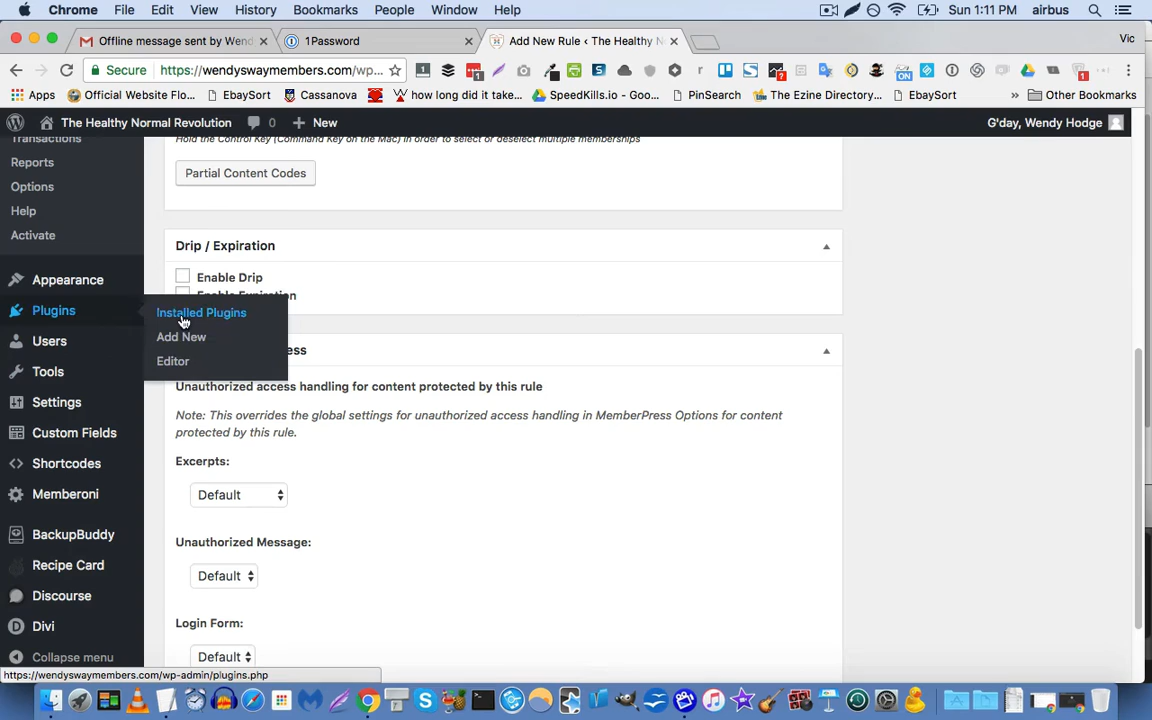 Chrome File Edit View History Bookmarks People Window Help Sun 1:11 PM airbus
Offline message sent by Wend 1Password Add New Rule ‹ The Healthy N Vic
Secure https://wendyswaymembers.com/wp...
Apps Official Website Flo... EbaySort Cassanova how long did it take... SpeedKills.io - Goo... PinSearch The Ezine Directory... EbaySort » Other Bookmarks
The Healthy Normal Revolution 0 + New G'day, Wendy Hodge
Transactions
Reports
Options
Help
Activate
Appearance
Plugins
Installed Plugins
Add New
Editor
Users
Tools
Settings
Custom Fields
Shortcodes
Memberoni
BackupBuddy
Recipe Card
Discourse
Divi
Collapse menu
Hold the Control Key (Command Key on the Mac) in order to select or deselect multiple memberships
Partial Content Codes
Drip / Expiration
Enable Drip
Enable Expiration
ess
Unauthorized access handling for content protected by this rule
Note: This overrides the global settings for unauthorized access handling in MemberPress Options for content
protected by this rule.
Excerpts:
Default
Unauthorized Message:
Default
Login Form:
Default
https://wendyswaymembers.com/wp-admin/plugins.php